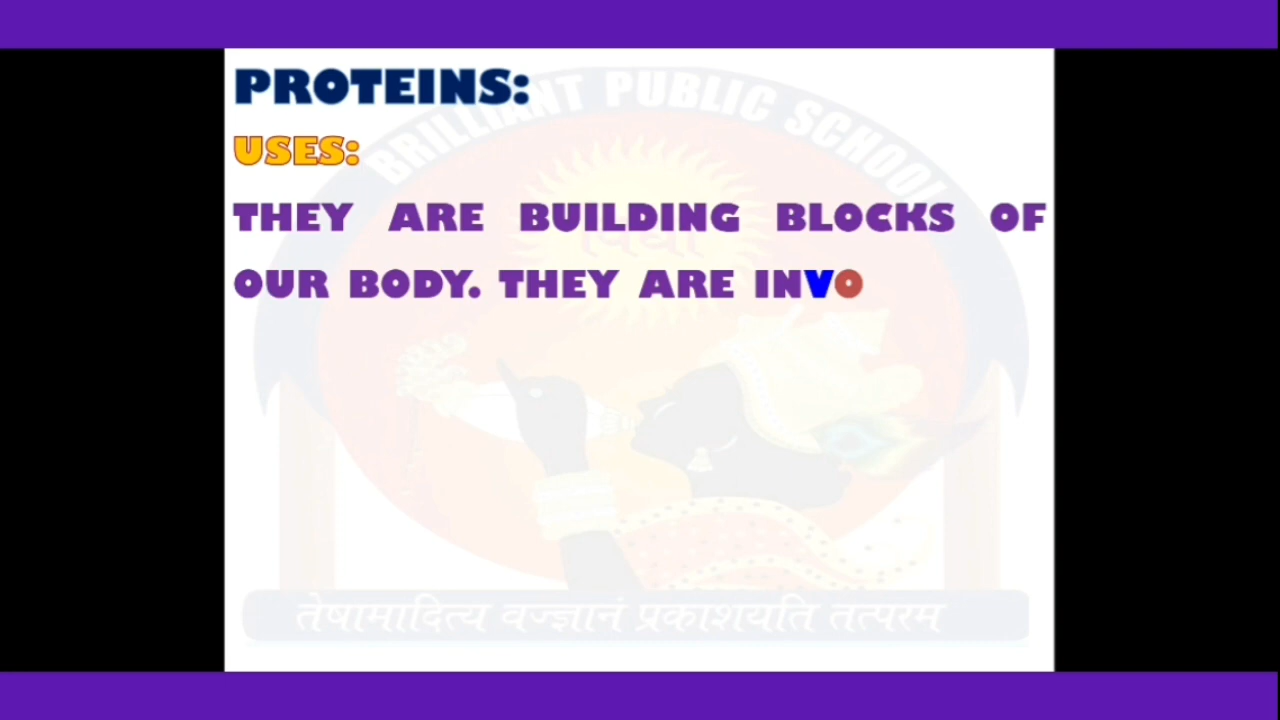 PROTEINS:
USES:
THEY ARE BUILDING BLOCKS OF
OUR BODY. THEY ARE INVO
BRILLIANT PUBLIC SCHOOL
विद्या
तेषामादित्य वज्ज्ञानं प्रकाशयति तत्परम